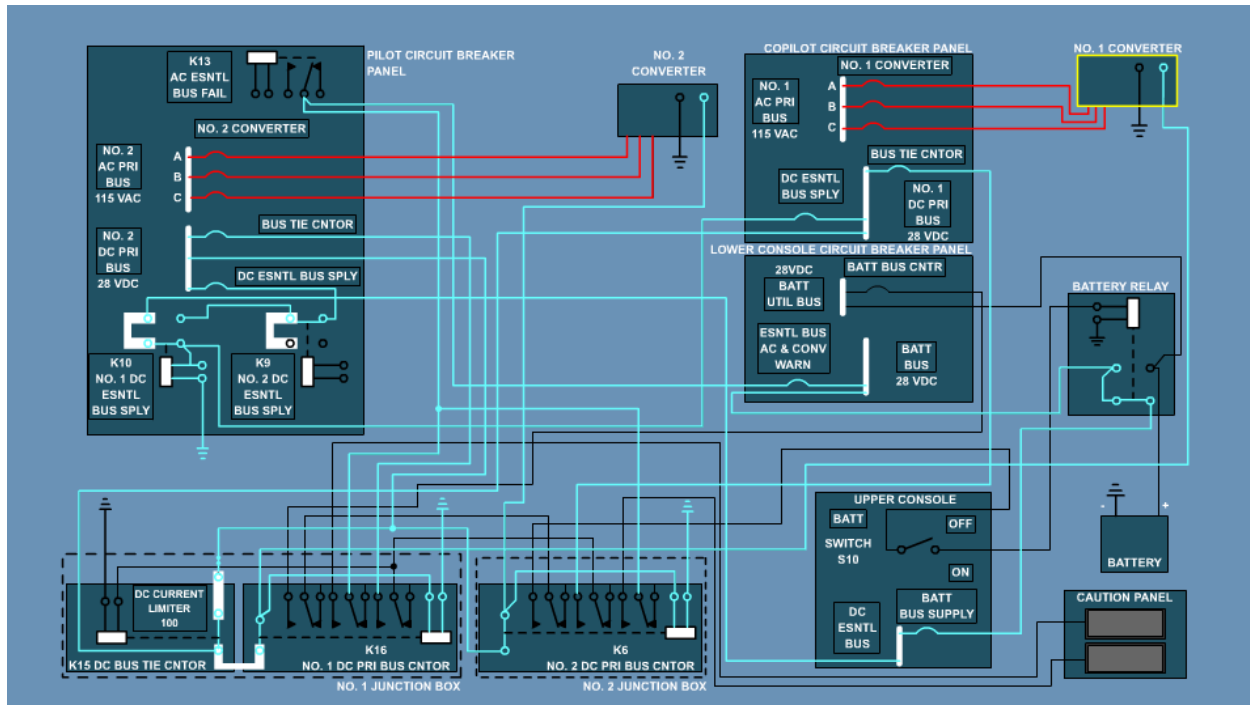 K13
AC ESNTL
BUS FAIL
PILOT CIRCUIT BREAKER
PANEL
NO. 2 CONVERTER
NO. 2
AC PRI
BUS
115 VAC
A
B
C
BUS TIE CNTOR
NO. 2
DC PRI
BUS
28 VDC
DC ESNTL BUS SPLY
K10
NO. 1 DC
ESNTL
BUS SPLY
K9
NO. 2 DC
ESNTL
BUS SPLY
NO. 2
CONVERTER
COPILOT CIRCUIT BREAKER PANEL
NO. 1 CONVERTER
NO. 1
AC PRI
BUS
115 VAC
A
B
C
BUS TIE CNTOR
DC ESNTL
BUS SPLY
NO. 1
DC PRI
BUS
28 VDC
NO. 1 CONVERTER
LOWER CONSOLE CIRCUIT BREAKER PANEL
28VDC
BATT
UTIL BUS
BATT BUS CNTR
ESNTL BUS
AC & CONV
WARN
BATT
BUS
28 VDC
BATTERY RELAY
UPPER CONSOLE
BATT
OFF
SWITCH
S10
ON
BATT
BUS SUPPLY
DC
ESNTL
BUS
- +
BATTERY
CAUTION PANEL
DC CURRENT
LIMITER
100
K15 DC BUS TIE CNTOR
K16
NO. 1 DC PRI BUS CNTOR
NO. 1 JUNCTION BOX
K6
NO. 2 DC PRI BUS CNTOR
NO. 2 JUNCTION BOX